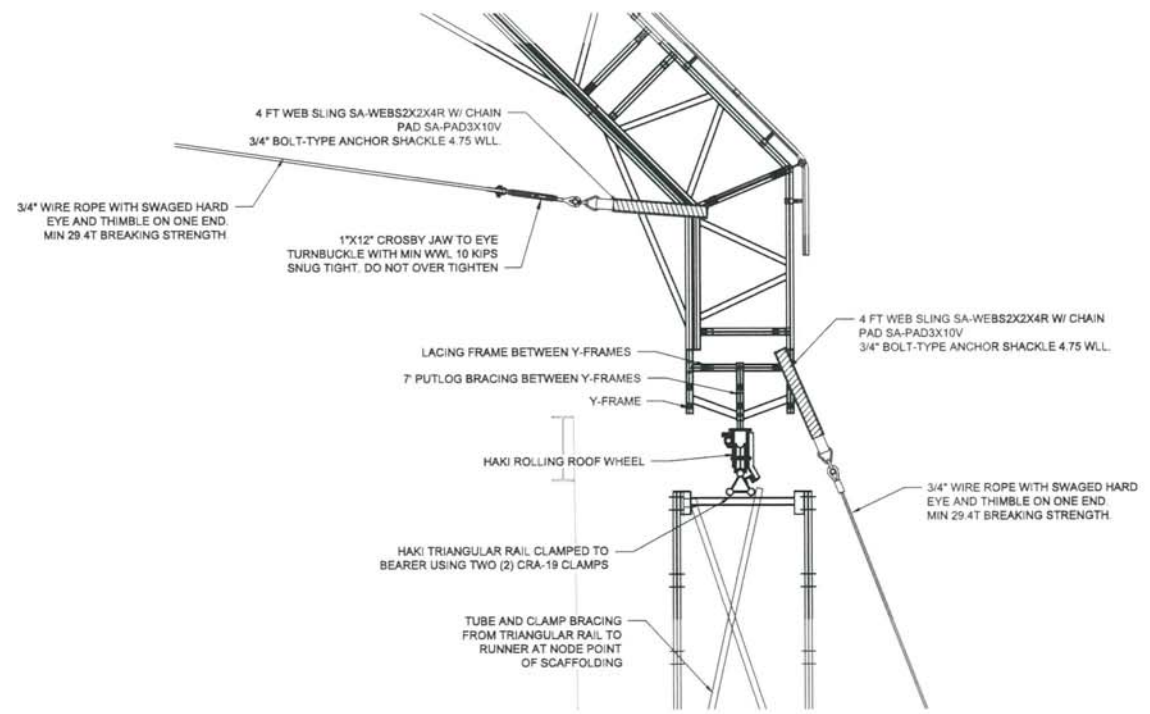 4 FT WEB SLING SA-WEBS2X2X4R W/ CHAIN
PAD SA-PAD3X10V
3/4" BOLT-TYPE ANCHOR SHACKLE 4.75 WLL.
3/4" WIRE ROPE WITH SWAGED HARD
EYE AND THIMBLE ON ONE END.
MIN 29.4T BREAKING STRENGTH.
1"X12" CROSBY JAW TO EYE
TURNBUCKLE WITH MIN WWL 10 KIPS
SNUG TIGHT, DO NOT OVER TIGHTEN
4 FT WEB SLING SA-WEBS2X2X4R W/ CHAIN
PAD SA-PAD3X10V
3/4" BOLT-TYPE ANCHOR SHACKLE 4.75 WLL.
LACING FRAME BETWEEN Y-FRAMES
7' PUTLOG BRACING BETWEEN Y-FRAMES
Y-FRAME
HAKI ROLLING ROOF WHEEL
3/4" WIRE ROPE WITH SWAGED HARD
EYE AND THIMBLE ON ONE END.
MIN 29.4T BREAKING STRENGTH.
HAKI TRIANGULAR RAIL CLAMPED TO
BEARER USING TWO (2) CRA-19 CLAMPS
TUBE AND CLAMP BRACING
FROM TRIANGULAR RAIL TO
RUNNER AT NODE POINT
OF SCAFFOLDING